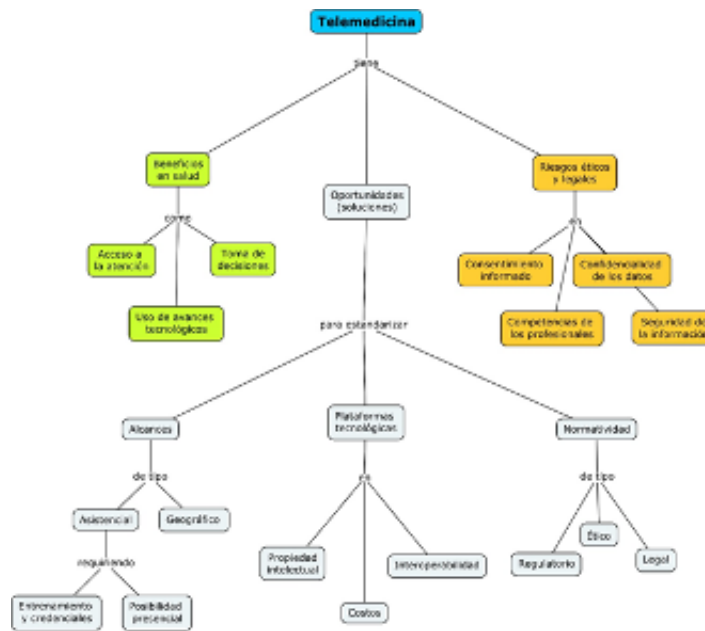 Telemedicina
tiene
Beneficios
en salud
Oportunidades
(soluciones)
Riesgos éticos
y legales
como
en
Acceso a
la atención
Toma de
decisiones
Uso de avances
tecnológicos
Consentimiento
informado
Confidencialidad
de los datos
Competencias de
los profesionales
Seguridad de
la información
para estandarizar
Alcances
Plataformas
tecnológicas
Normatividad
de tipo
en
de tipo
Asistencial
Geográfico
Propiedad
intelectual
Interoperabilidad
Costos
Regulatorio
Ético
Legal
requiriendo
Entrenamiento
y credenciales
Posibilidad
presencial